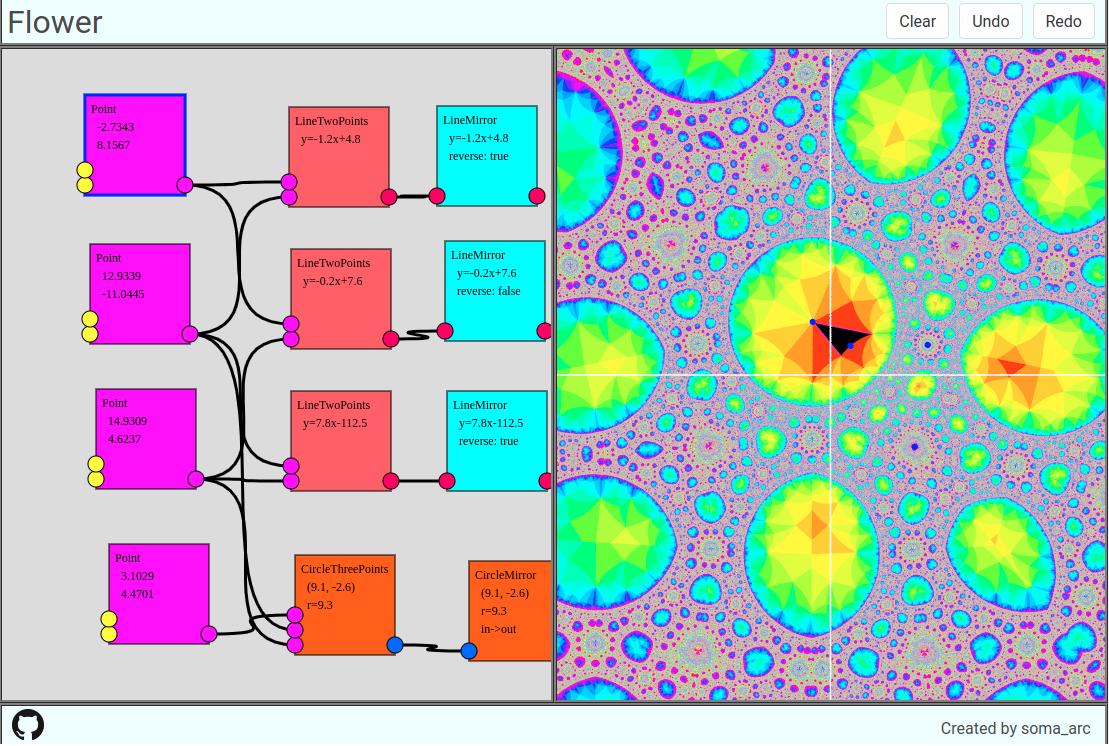 Flower
Clear
Undo
Redo
Point
-2.7343
8.1567
LineTwoPoints
y=-1.2x+4.8
LineMirror
y=-1.2x+4.8
reverse: true
Point
12.9339
-11.0445
LineTwoPoints
y=-0.2x+7.6
LineMirror
y=-0.2x+7.6
reverse: false
Point
14.9309
4.6237
LineTwoPoints
y=7.8x-112.5
LineMirror
y=7.8x-112.5
reverse: true
Point
3.1029
4.4701
CircleThreePoints
(9.1, -2.6)
r=9.3
CircleMirror
(9.1, -2.6)
r=9.3
in->out
Created by soma_arc